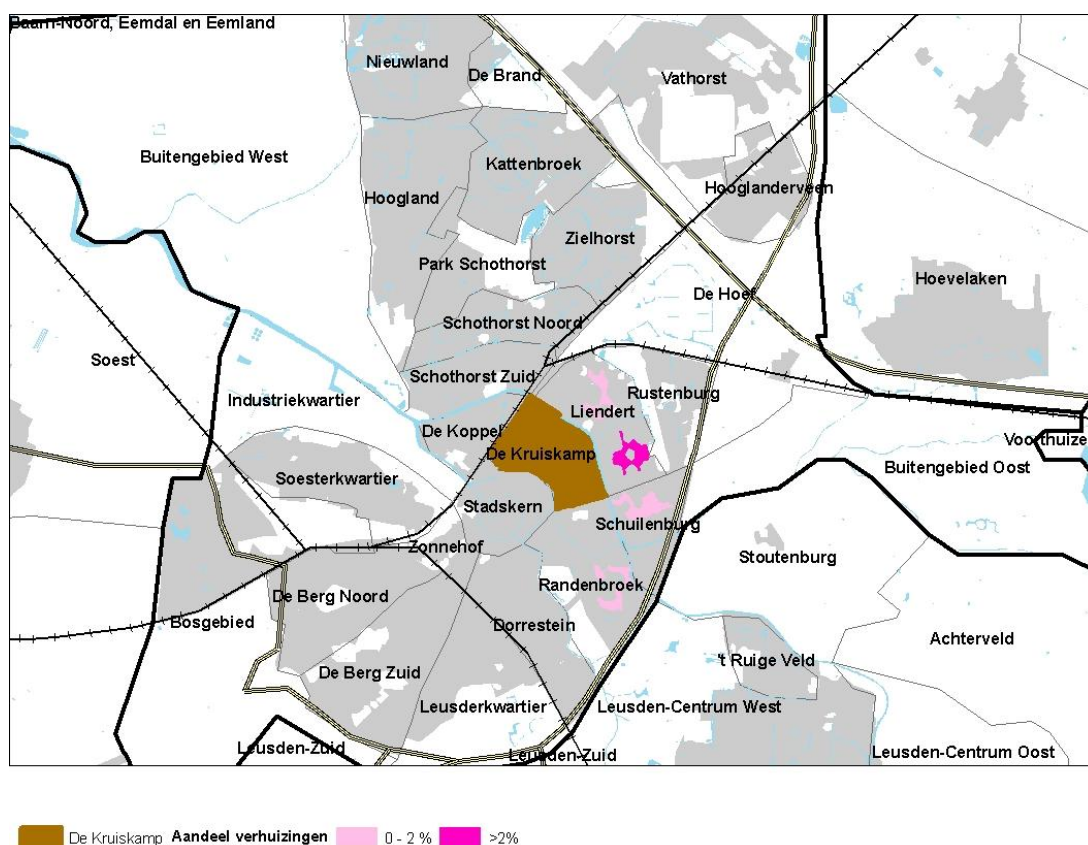 Baarn-Noord, Eemdal en Eemland
Nieuwland
De Brand
Vathorst
Buitengebied West
Kattenbroek
Hooglanderveen
Hoogland
Zielhorst
Park Schothorst
Hoevelaken
De Hoef
Schothorst Noord
Soest
Schothorst Zuid
Rustenburg
Industriekwartier
Liendert
De Koppel
Voorthuize
De Kruiskamp
Buitengebied Oost
Soesterkwartier
Stadskern
Schuilenburg
Zonnehof
Stoutenburg
Randenbroek
De Berg Noord
Bosgebied
Dorrestein
Achterveld
't Ruige Veld
De Berg Zuid
Leusderkwartier
Leusden-Centrum West
Leusden-Zuid
Leusden-Zuid
Leusden-Centrum Oost
De Kruiskamp Aandeel verhuizingen 0 - 2 % >2%